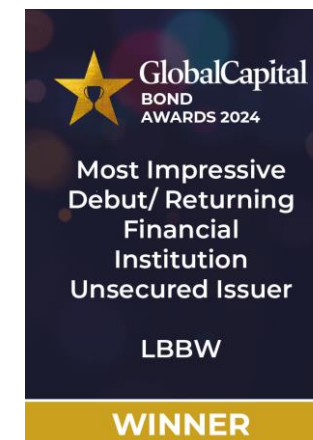 GlobalCapital
BOND
AWARDS 2024
Most Impressive
Debut/ Returning
Financial
Institution
Unsecured Issuer
LBBW
WINNER